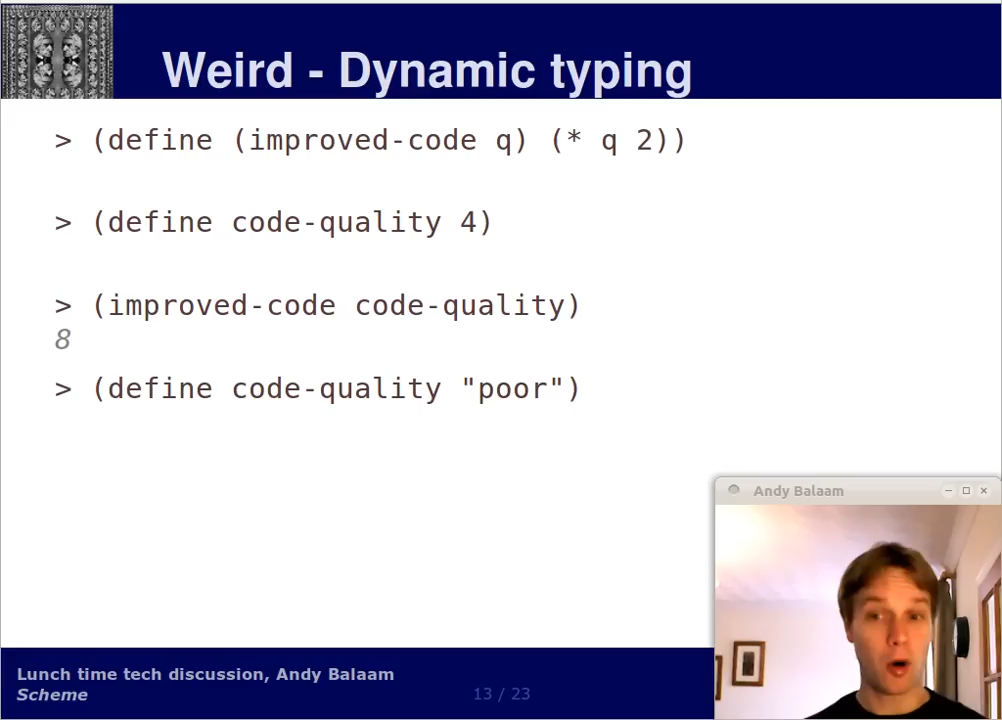 Weird - Dynamic typing
> (define (improved-code q) (* q 2))
> (define code-quality 4)
> (improved-code code-quality)
8
> (define code-quality "poor")
Andy Balaam
Lunch time tech discussion, Andy Balaam
Scheme
13 / 23